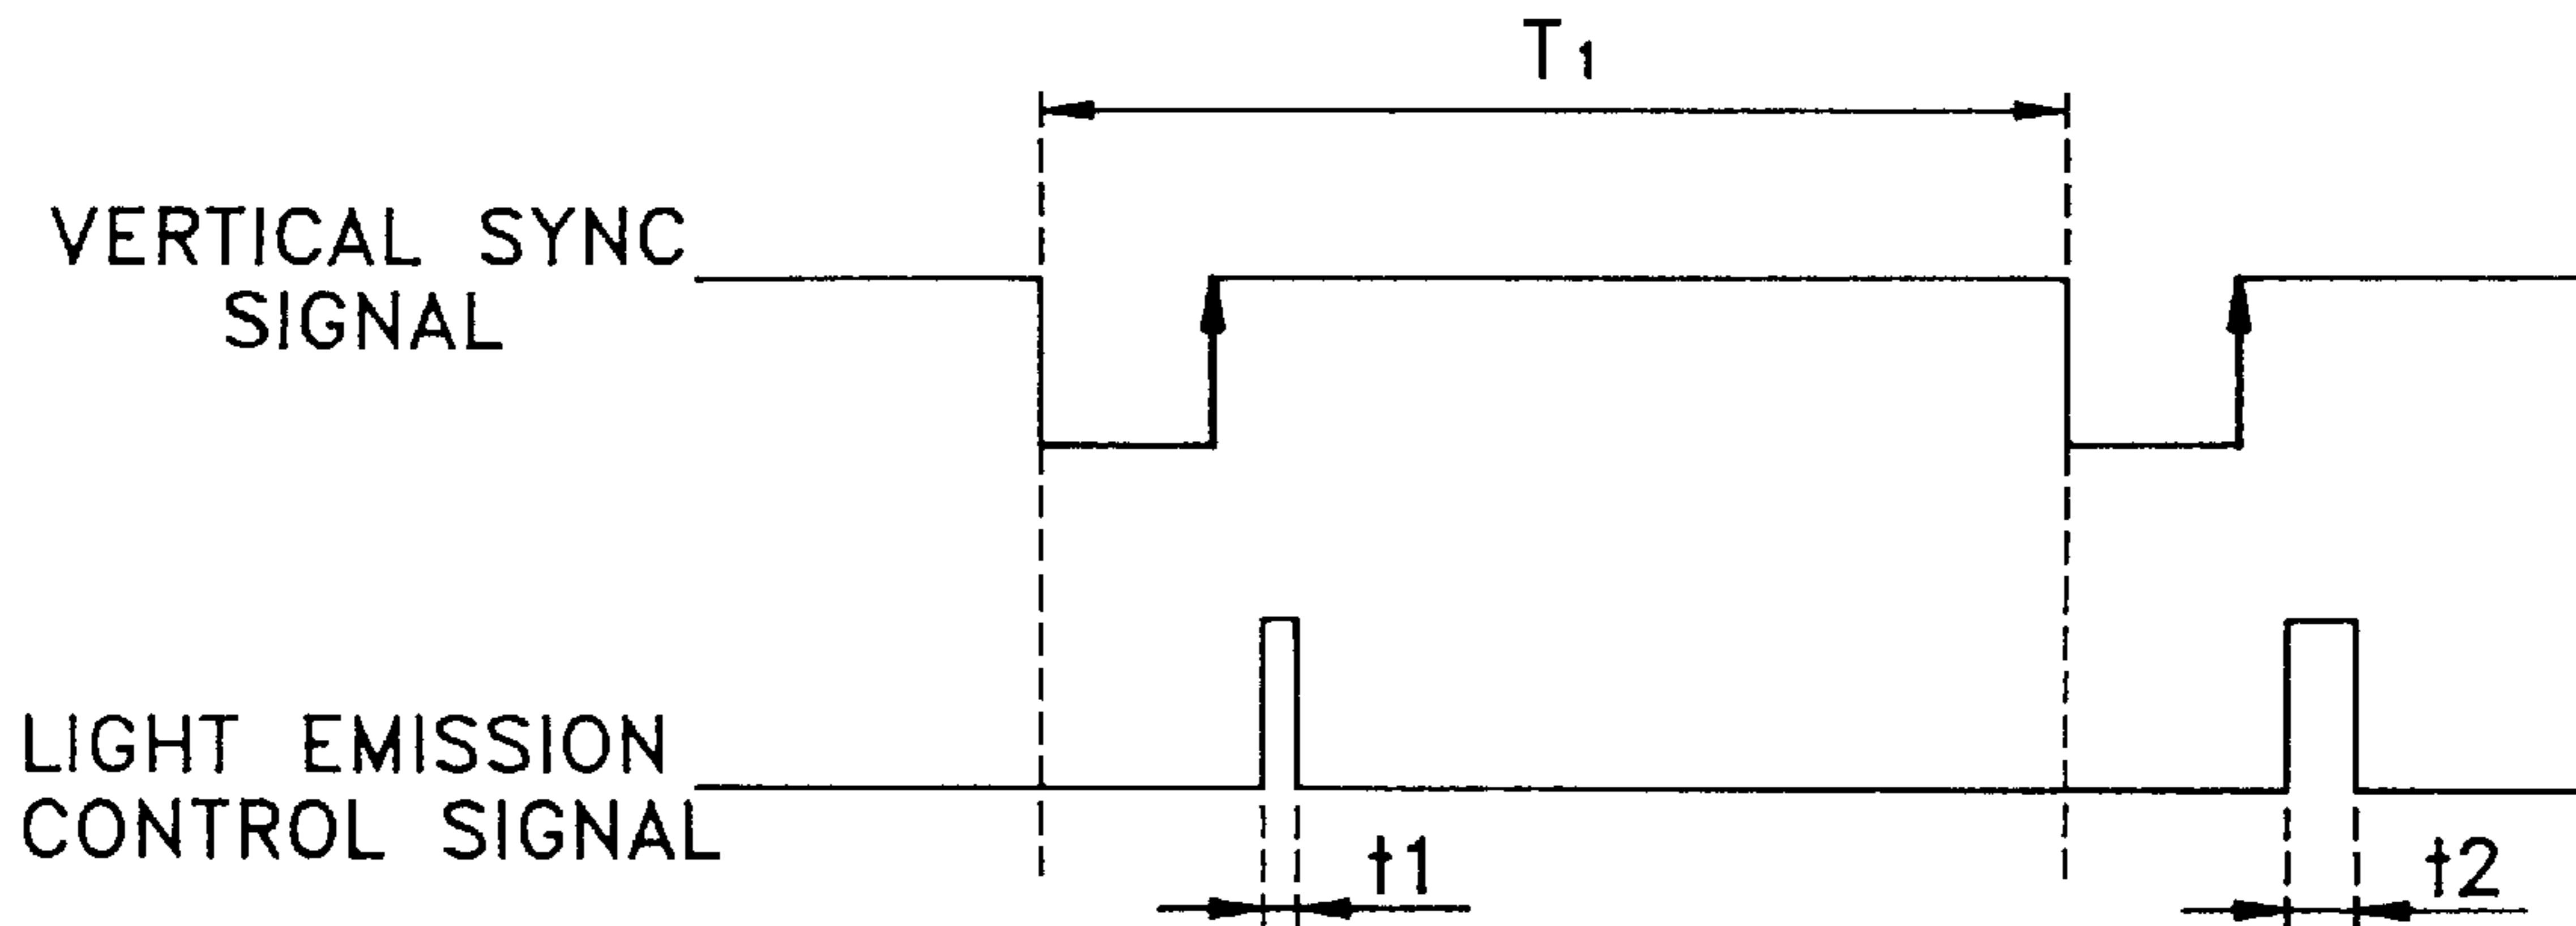 T₁
VERTICAL SYNC
SIGNAL
LIGHT EMISSION
CONTROL SIGNAL
t1
t2